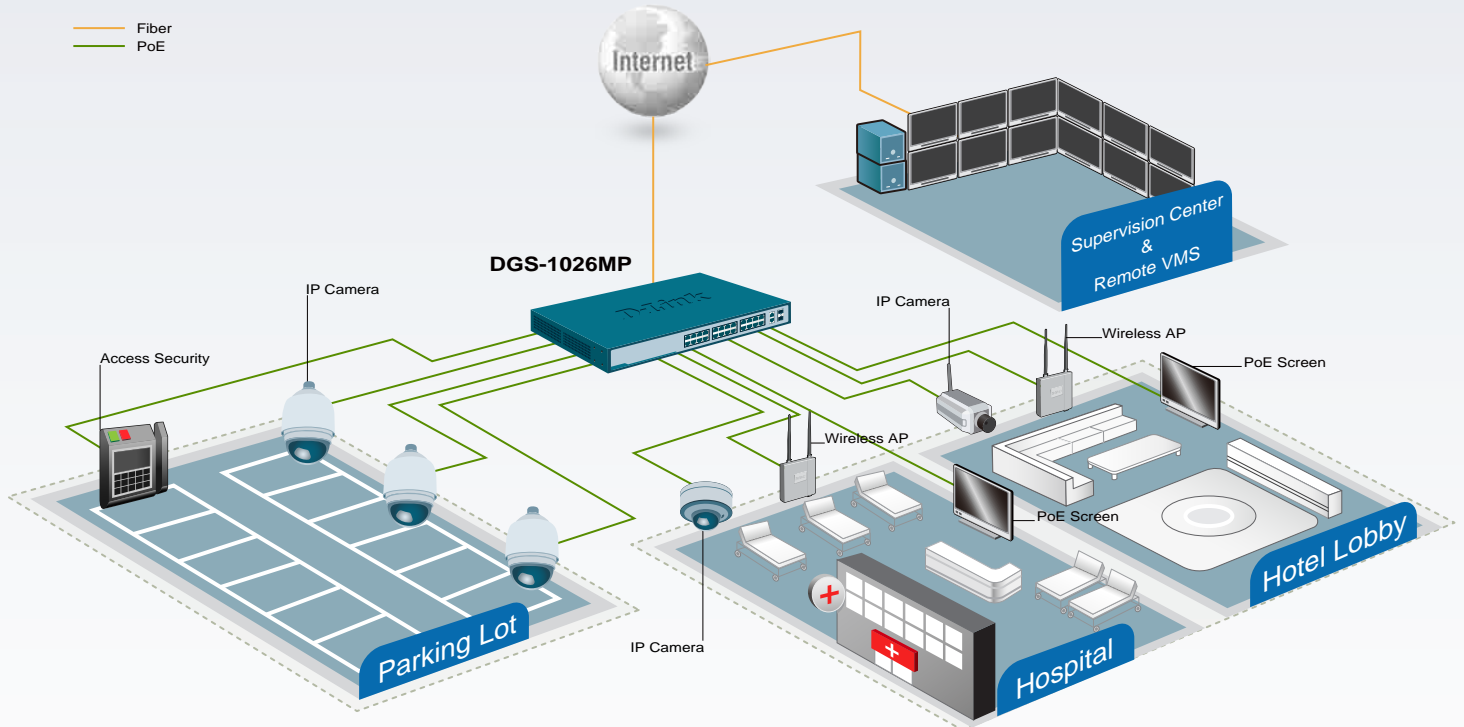 Fiber
PoE
Internet
Supervision Center
&
Remote VMS
DGS-1026MP
D-Link
IP Camera
Access Security
IP Camera
Wireless AP
PoE Screen
Wireless AP
PoE Screen
IP Camera
Parking Lot
Hospital
Hotel Lobby